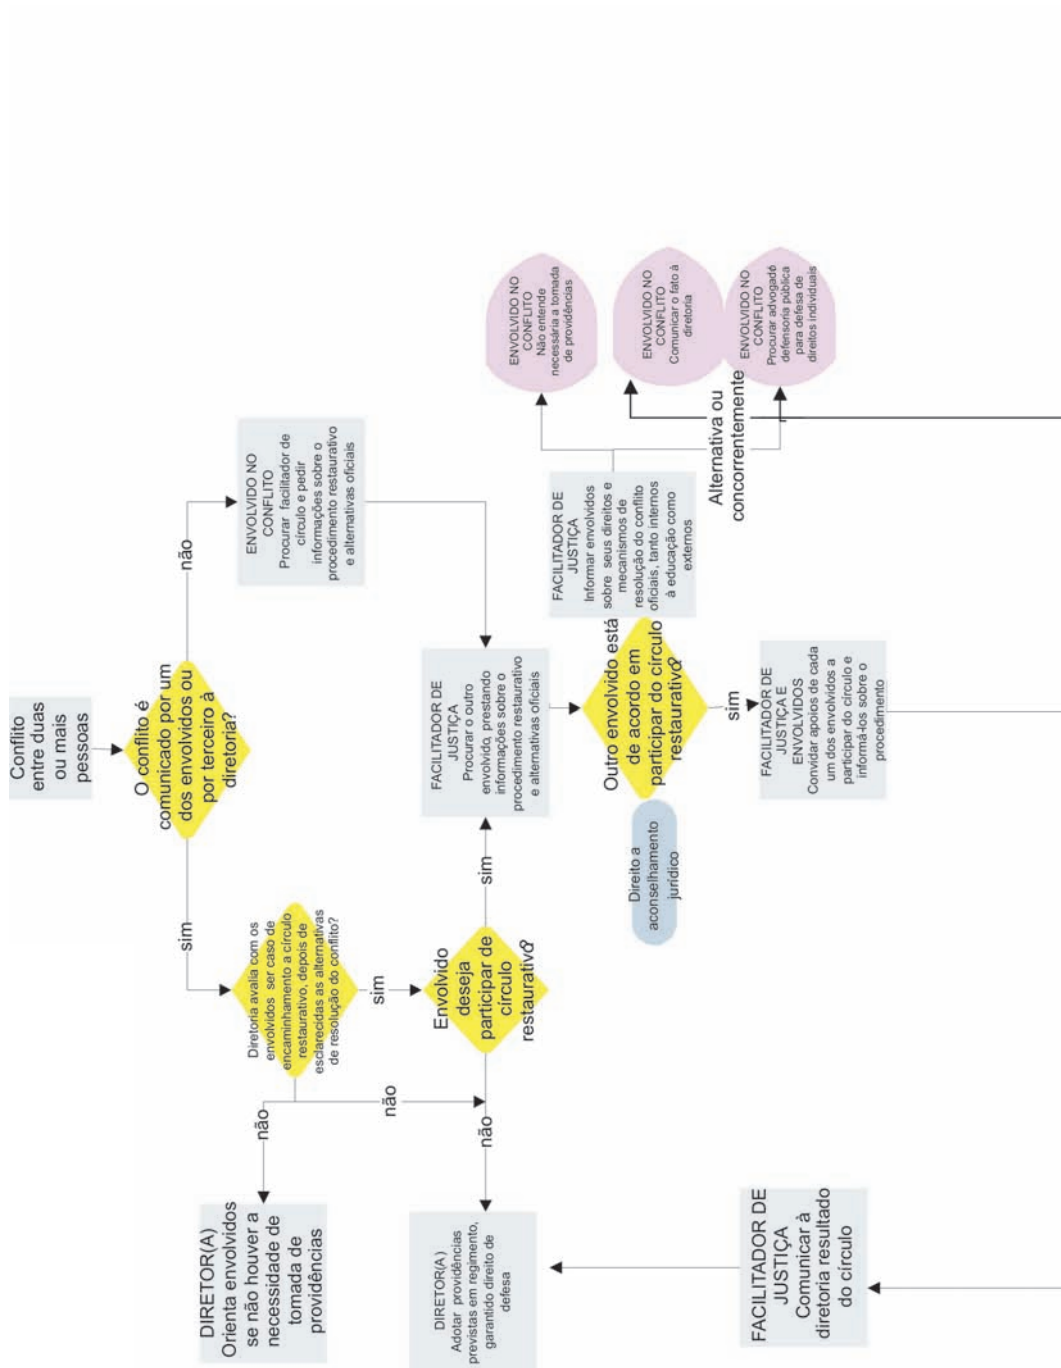 Conflito
entre duas
ou mais
pessoas
O conflito é
comunicado por um
dos envolvidos ou
por terceiro à
diretoria?
não
sim
ENVOLVIDO NO
CONFLITO
Procurar facilitador de
círculo e pedir
informações sobre o
procedimento restaurativo
e alternativas oficiais
Diretoria avalia com os
envolvidos ser caso de
encaminhamento a círculo
restaurativo, depois de
esclarecidas as alternativas
de resolução do conflito?
não
não
sim
DIRETOR(A)
Orienta envolvidos
se não houver a
necessidade de
tomada de
providências
Envolvido
deseja
participar de
círculo
restaurativo?
sim
não
FACILITADOR DE
JUSTIÇA
Procurar o outro
envolvido, prestando
informações sobre o
procedimento restaurativo
e alternativas oficiais
DIRETOR(A)
Adotar providências
previstas em regimento,
garantido direito de
defesa
Outro envolvido está
de acordo em
participar do círculo
restaurativo?
Direito a
aconselhamento
jurídico
sim
FACILITADOR DE
JUSTIÇA
Informar envolvidos
sobre seus direitos e
mecanismos de
resolução do conflito
oficiais, tanto internos
à educação como
externos
ENVOLVIDO NO
CONFLITO
Não entende
necessária a tomada
de providências
ENVOLVIDO NO
CONFLITO
Comunicar o fato à
diretoria
Alternativa ou
concorrentemente
ENVOLVIDO NO
CONFLITO
Procurar advogado
defensoria pública
para defesa de
direitos individuais
FACILITADOR DE
JUSTIÇA E
ENVOLVIDOS
Convidar apoios de cada
um dos envolvidos a
participar do círculo e
informá-los sobre o
procedimento
FACILITADOR DE
JUSTIÇA
Comunicar à
diretoria resultado
do círculo